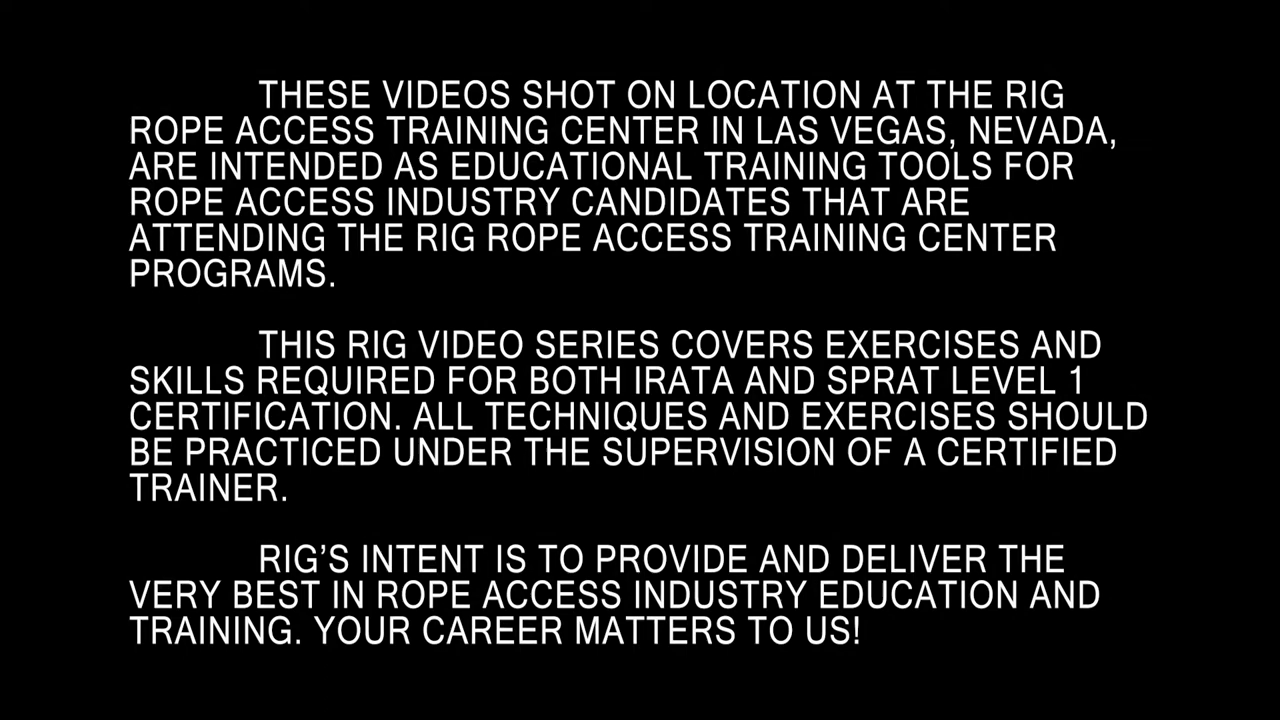 THESE VIDEOS SHOT ON LOCATION AT THE RIG
ROPE ACCESS TRAINING CENTER IN LAS VEGAS, NEVADA,
ARE INTENDED AS EDUCATIONAL TRAINING TOOLS FOR
ROPE ACCESS INDUSTRY CANDIDATES THAT ARE
ATTENDING THE RIG ROPE ACCESS TRAINING CENTER
PROGRAMS.
THIS RIG VIDEO SERIES COVERS EXERCISES AND
SKILLS REQUIRED FOR BOTH IRATA AND SPRAT LEVEL 1
CERTIFICATION. ALL TECHNIQUES AND EXERCISES SHOULD
BE PRACTICED UNDER THE SUPERVISION OF A CERTIFIED
TRAINER.
RIG’S INTENT IS TO PROVIDE AND DELIVER THE
VERY BEST IN ROPE ACCESS INDUSTRY EDUCATION AND
TRAINING. YOUR CAREER MATTERS TO US!